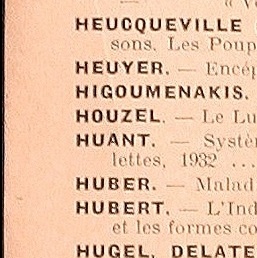 — « V
HEUCQUEVILLE
sons. Les Poup
HEUYER. — Encép
HIGOUMENAKIS.
HOUZEL. — Le Lu
HUANT. — Systè
lettes, 1932 ...
HUBER. — Malad
HUBERT. — L'Ind
et les formes co
HUGEL, DELATE